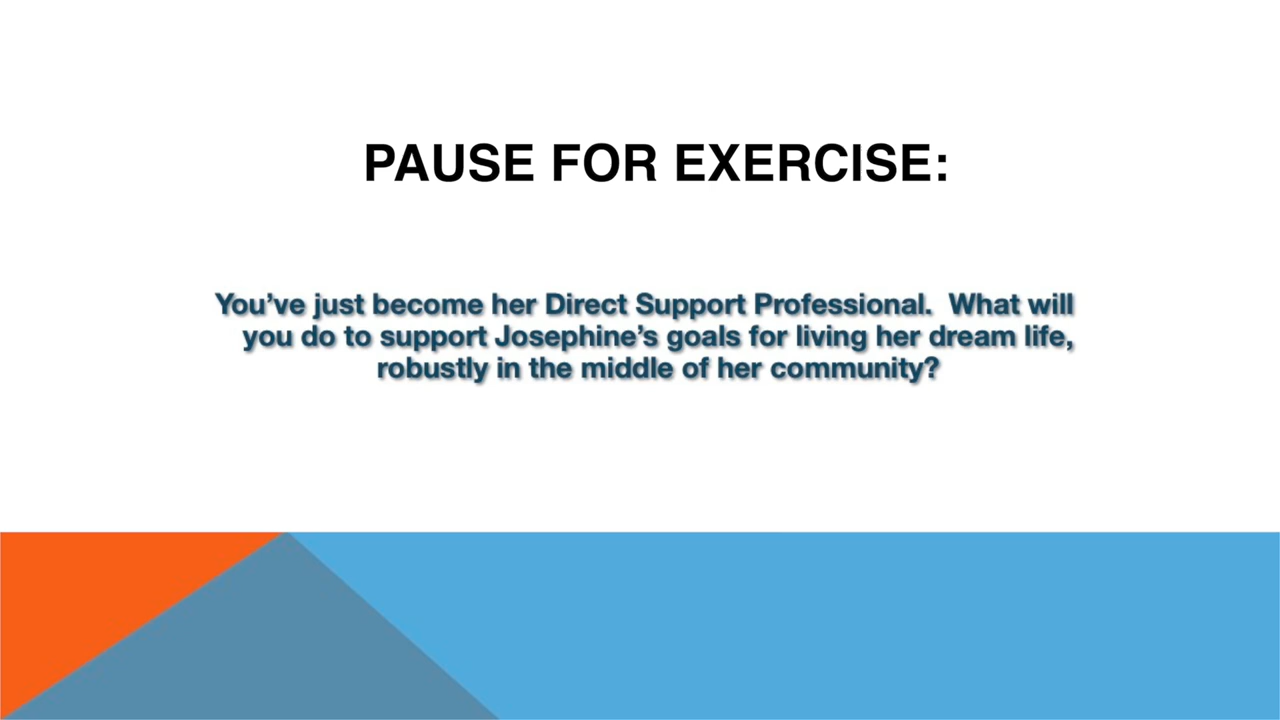 PAUSE FOR EXERCISE:
You’ve just become her Direct Support Professional.  What will
you do to support Josephine’s goals for living her dream life,
robustly in the middle of her community?